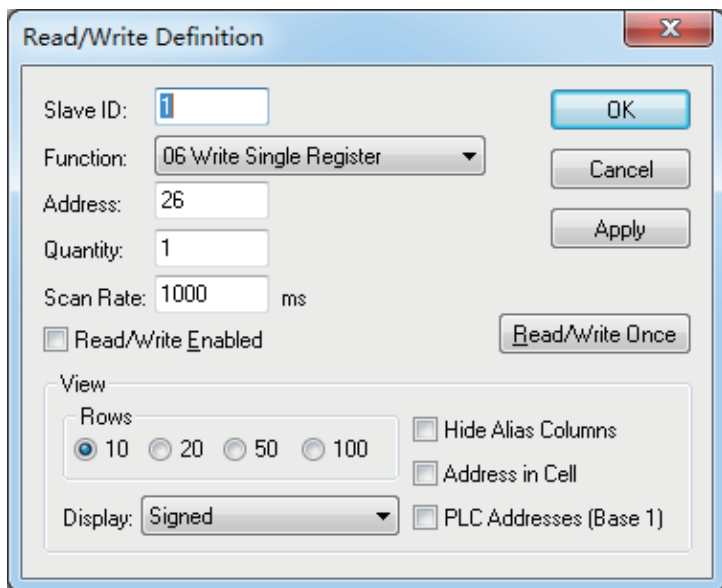 Read/Write Definition
Slave ID: 1
OK
Function: 06 Write Single Register
Cancel
Address: 26
Apply
Quantity: 1
Scan Rate: 1000 ms
Read/Write Enabled
Read/Write Once
View
Rows
10 20 50 100
Hide Alias Columns
Address in Cell
Display: Signed
PLC Addresses (Base 1)